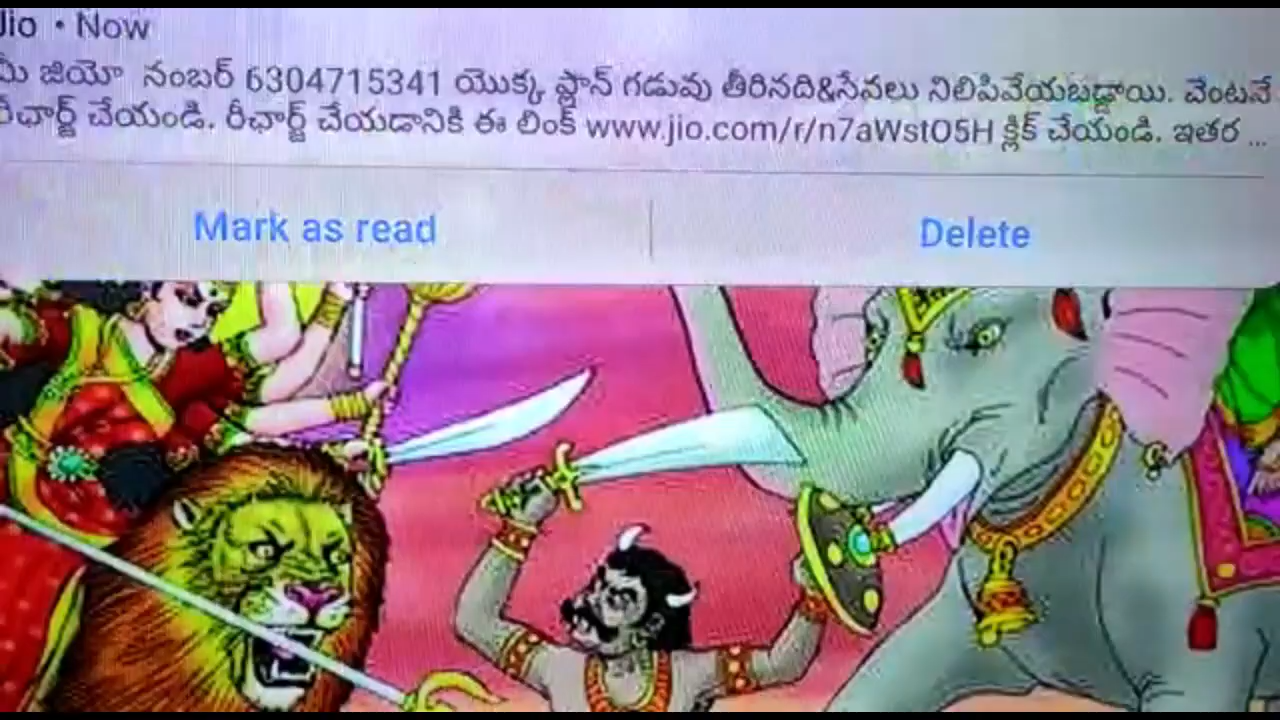 Jio • Now
మీ జియో నంబర్ 6304715341 యొక్క ప్లాన్ గడువు తీరినది&సేవలు నిలిపివేయబడ్డాయి. వెంటనే
రీఛార్జ్ చేయండి. రీఛార్జ్ చేయడానికి ఈ లింక్ www.jio.com/r/n7aWstO5H క్లిక్ చేయండి. ఇతర ...
Mark as read
Delete